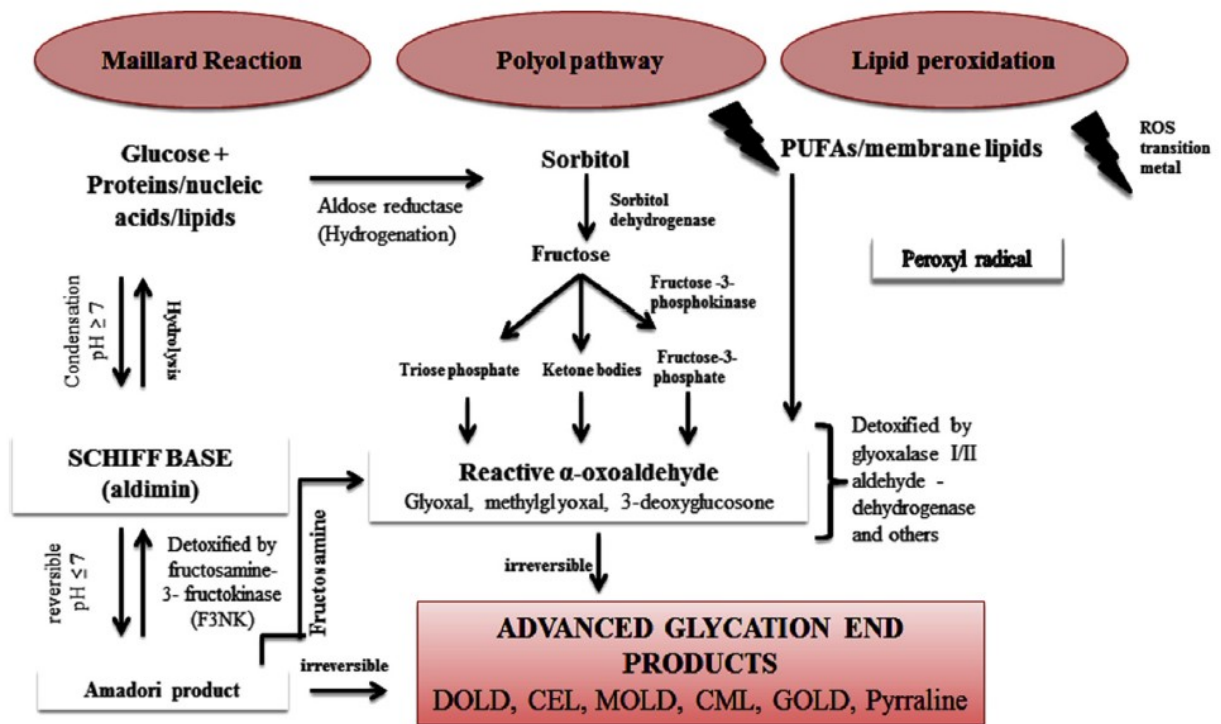 Maillard Reaction
Polyol pathway
Lipid peroxidation
Glucose +
Proteins/nucleic
acids/lipids
Aldose reductase
(Hydrogenation)
Sorbitol
Sorbitol
dehydrogenase
Fructose
Fructose -3-
phosphokinase
PUFAs/membrane lipids
ROS
transition
metal
Peroxyl radical
Condensation
pH ≥ 7
Hydrolysis
Triose phosphate
Ketone bodies
Fructose-3-
phosphate
SCHIFF BASE
(aldimin)
Reactive α-oxoaldehyde
Glyoxal, methylglyoxal, 3-deoxyglucosone
Detoxified by
glyoxalase I/II
aldehyde -
dehydrogenase
and others
reversible
pH ≤ 7
Detoxified by
fructosamine-
3- fructokinase
(F3NK)
Fructosamine
irreversible
Amadori product
irreversible
ADVANCED GLYCATION END
PRODUCTS
DOLD, CEL, MOLD, CML, GOLD, Pyrraline